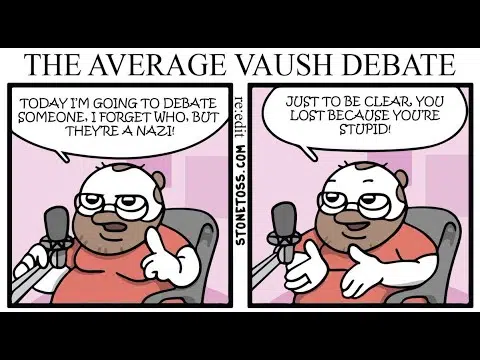 THE AVERAGE VAUSH DEBATE
TODAY I'M GOING TO DEBATE
SOMEONE, I FORGET WHO, BUT
THEY'RE A NAZI!
re:edit
STONETOSS.COM
JUST TO BE CLEAR, YOU
LOST BECAUSE YOU'RE
STUPID!